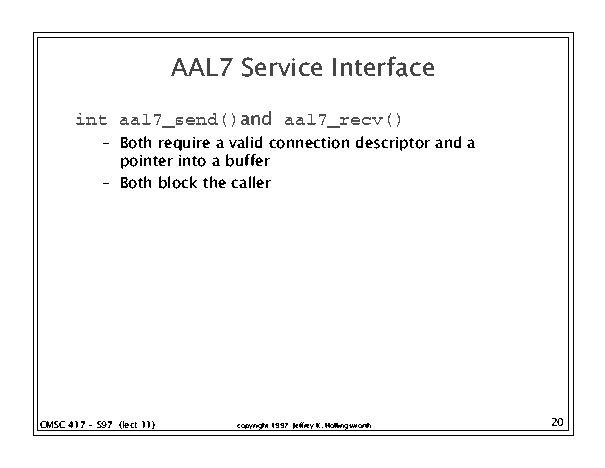 AAL7 Service Interface
int aal7_send()and aal7_recv()
– Both require a valid connection descriptor and a
pointer into a buffer
– Both block the caller
CMSC 417 - S97 (lect 11)
copyright 1997 Jeffrey K. Hollingsworth
20